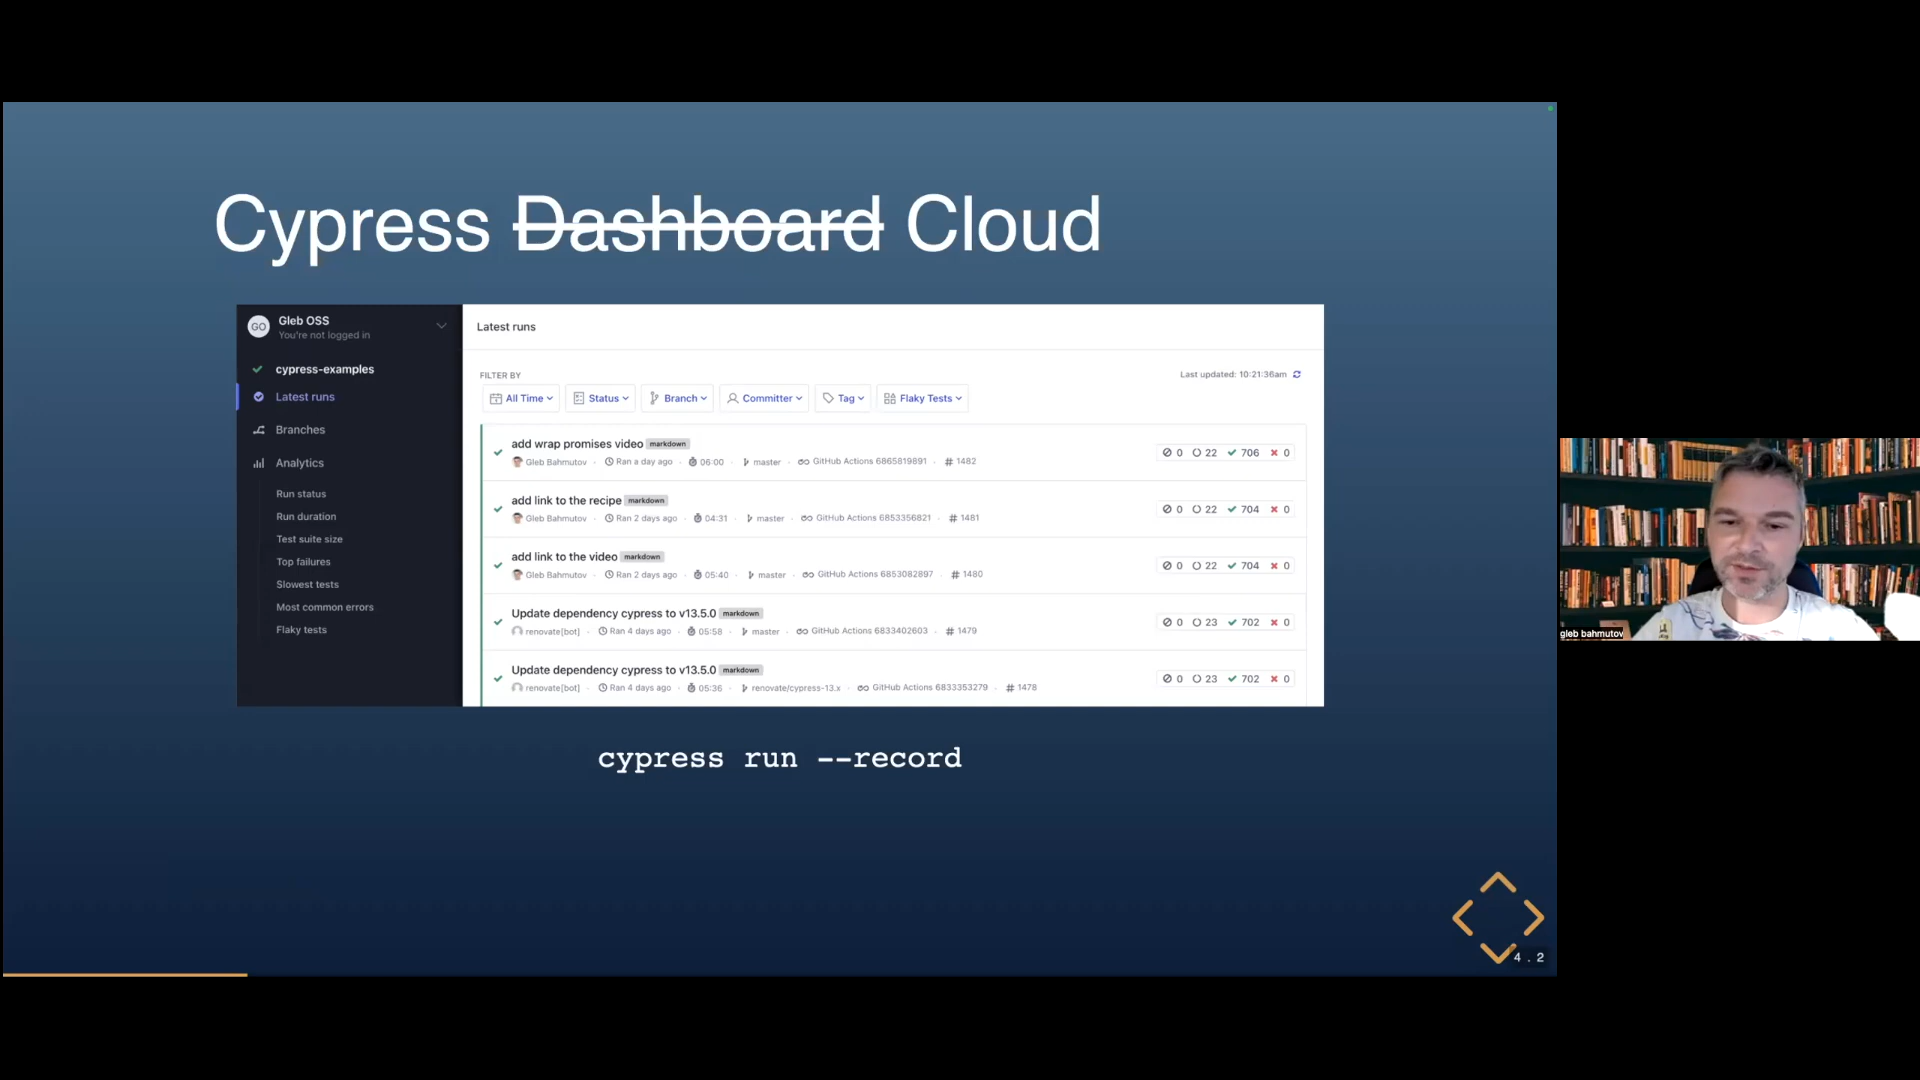 Cypress Dashboard Cloud
GO Gleb OSS
You're not logged in
cypress-examples
Latest runs
Branches
Analytics
Run status
Run duration
Test suite size
Top failures
Slowest tests
Most common errors
Flaky tests
Latest runs
FILTER BY
Last updated: 10:21:36am
All Time Status Branch Committer Tag Flaky Tests
add wrap promises video markdown
Gleb Bahmutov · Ran a day ago · 06:00 · master · GitHub Actions 6865819891 · # 1482
0 22 706 0
add link to the recipe markdown
Gleb Bahmutov · Ran 2 days ago · 04:31 · master · GitHub Actions 6853356821 · # 1481
0 22 704 0
add link to the video markdown
Gleb Bahmutov · Ran 2 days ago · 05:40 · master · GitHub Actions 6853082897 · # 1480
0 22 704 0
Update dependency cypress to v13.5.0 markdown
renovate[bot] · Ran 4 days ago · 05:58 · master · GitHub Actions 6833402603 · # 1479
0 23 702 0
Update dependency cypress to v13.5.0 markdown
renovate[bot] · Ran 4 days ago · 05:36 · renovate/cypress-13.x · GitHub Actions 6833353279 · # 1478
0 23 702 0
cypress run --record
4 . 2
gleb bahmutov